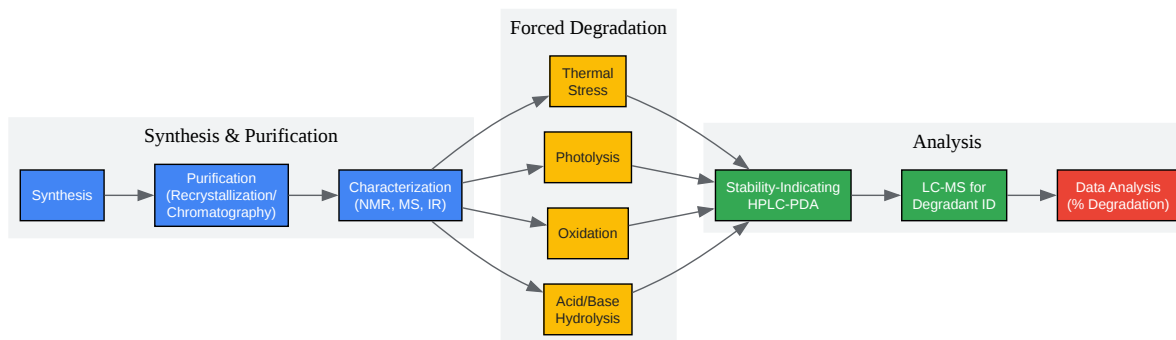 Synthesis & Purification
Synthesis
Purification
(Recrystallization/
Chromatography)
Characterization
(NMR, MS, IR)
Forced Degradation
Thermal
Stress
Photolysis
Oxidation
Acid/Base
Hydrolysis
Analysis
Stability-Indicating
HPLC-PDA
LC-MS for
Degradant ID
Data Analysis
(% Degradation)